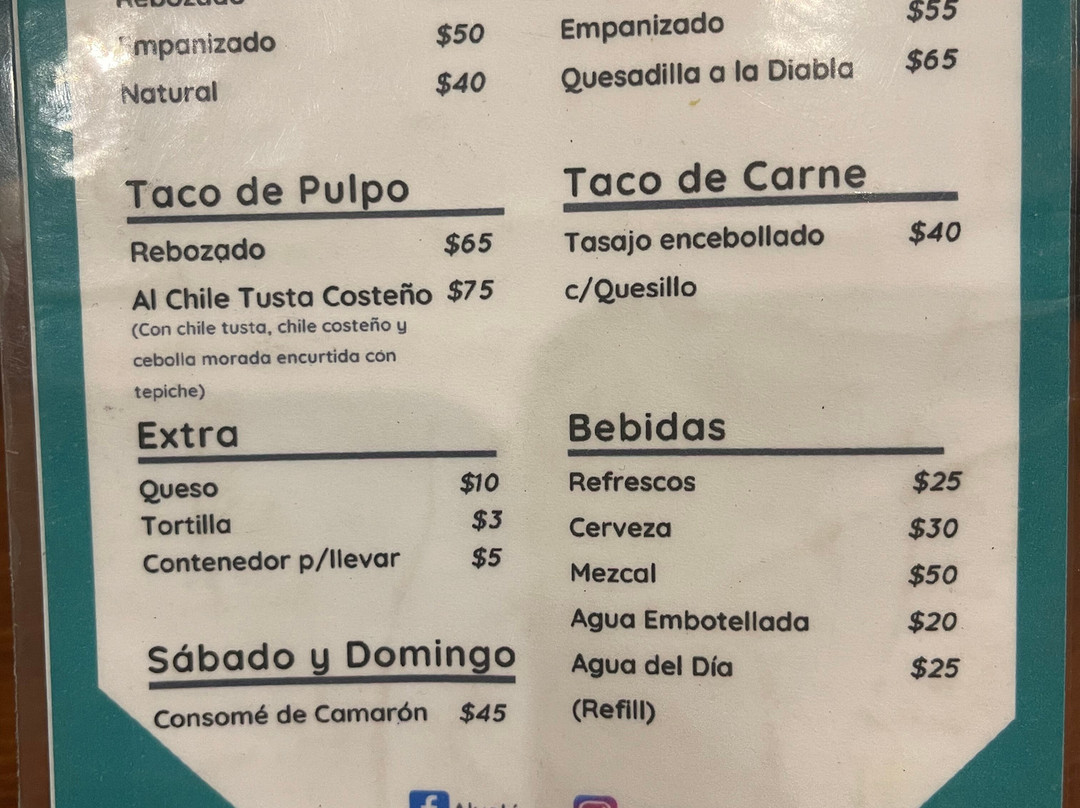 Rebozado
Empanizado $50
Natural $40
Taco de Pulpo
Rebozado $65
Al Chile Tusta Costeño $75
(Con chile tusta, chile costeño y
cebolla morada encurtida con
tepiche)
Extra
Queso $10
Tortilla $3
Contenedor p/llevar $5
Sábado y Domingo
Consomé de Camarón $45
Empanizado $55
Quesadilla a la Diabla $65
Taco de Carne
Tasajo encebollado $40
c/Quesillo
Bebidas
Refrescos $25
Cerveza $30
Mezcal $50
Agua Embotellada $20
Agua del Día $25
(Refill)